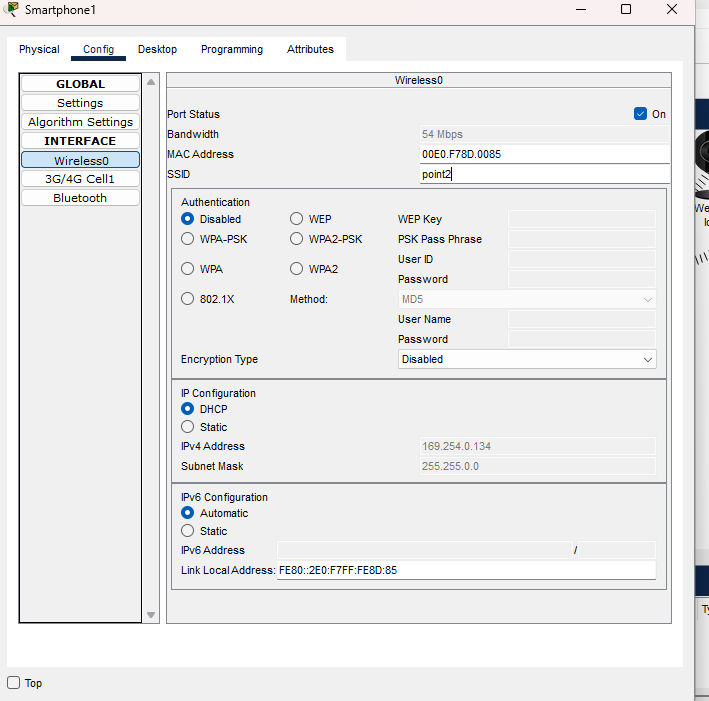 Smartphone1
Physical Config Desktop Programming Attributes
GLOBAL
Settings
Algorithm Settings
INTERFACE
Wireless0
3G/4G Cell1
Bluetooth
Wireless0
Port Status On
Bandwidth 54 Mbps
MAC Address 00E0.F78D.0085
SSID point2
Authentication
Disabled WEP WEP Key
WPA-PSK WPA2-PSK PSK Pass Phrase
User ID
WPA WPA2
Password
802.1X Method: MD5
User Name
Password
Encryption Type Disabled
IP Configuration
DHCP
Static
IPv4 Address 169.254.0.134
Subnet Mask 255.255.0.0
IPv6 Configuration
Automatic
Static
IPv6 Address /
Link Local Address: FE80::2E0:F7FF:FE8D:85
Top